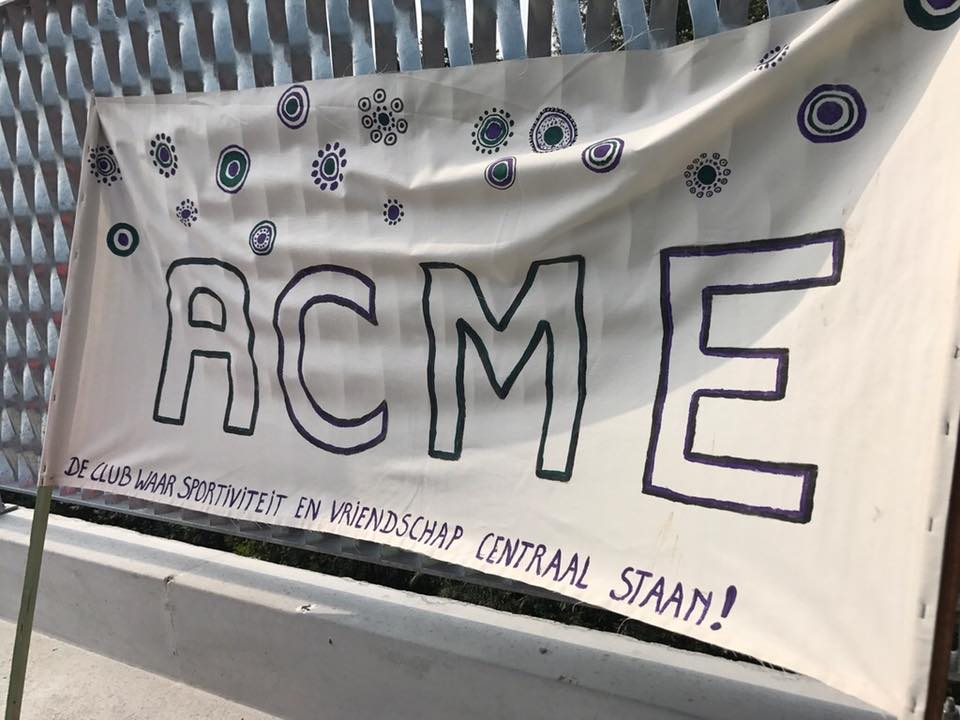 ACME
DE CLUB WAAR SPORTIVITEIT EN VRIENDSCHAP CENTRAAL STAAN!